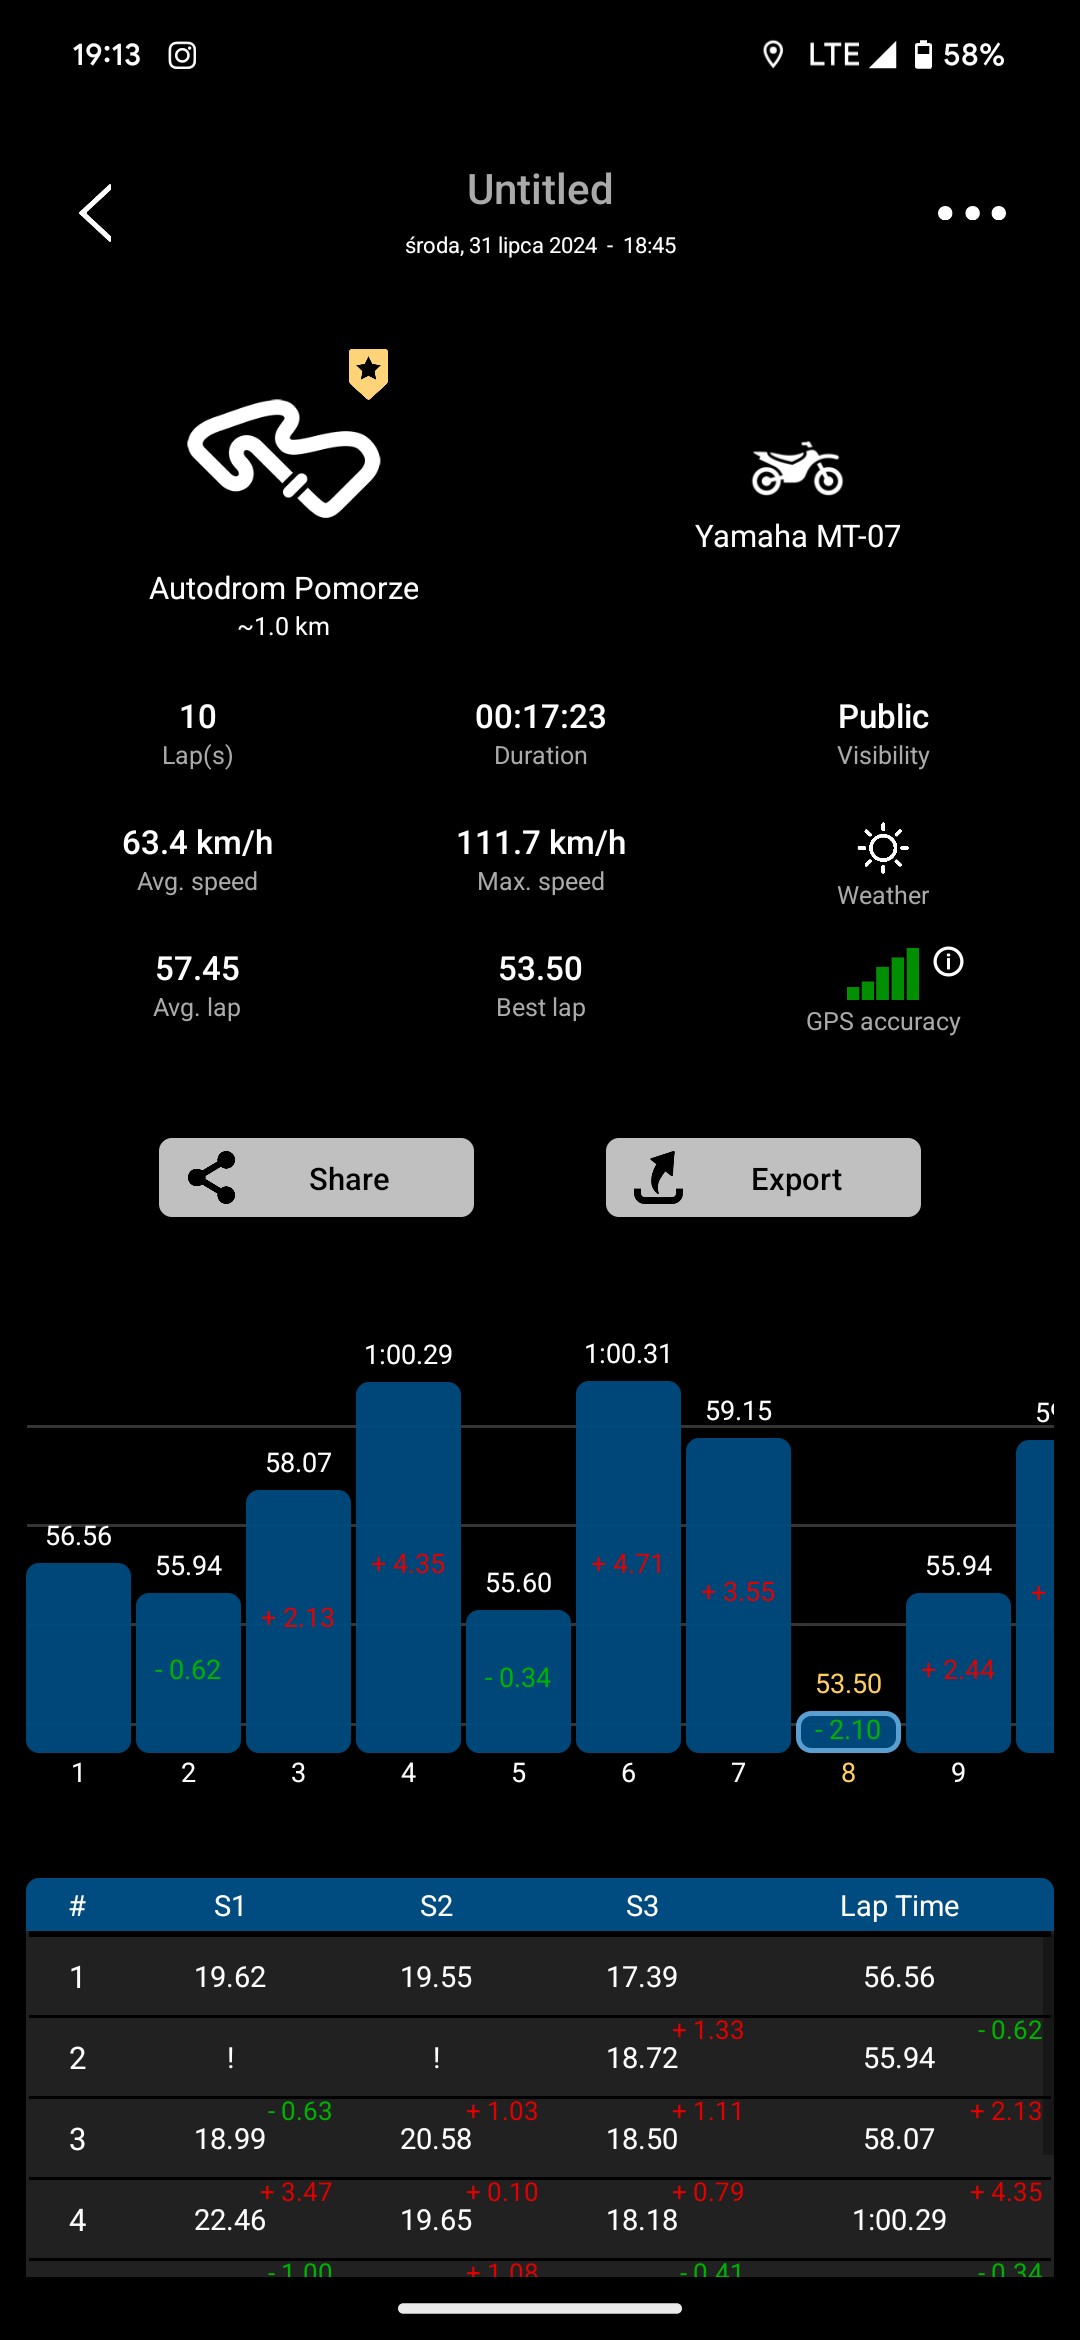 19:13 LTE 58%
Untitled
środa, 31 lipca 2024 - 18:45
Yamaha MT-07
Autodrom Pomorze
~1.0 km
10 00:17:23 Public
Lap(s) Duration Visibility
63.4 km/h 111.7 km/h
Avg. speed Max. speed Weather
57.45 53.50
Avg. lap Best lap GPS accuracy
Share Export
1:00.29 1:00.31
59.15
58.07
56.56
55.94 55.60 55.94
+ 4.35 + 4.71
+ 3.55
+ 2.13
- 0.62 - 0.34 + 2.44
53.50
- 2.10
1 2 3 4 5 6 7 8 9
# S1 S2 S3 Lap Time
1 19.62 19.55 17.39 56.56
+ 1.33 - 0.62
2 ! ! 18.72 55.94
- 0.63 + 1.03 + 1.11 + 2.13
3 18.99 20.58 18.50 58.07
+ 3.47 + 0.10 + 0.79 + 4.35
4 22.46 19.65 18.18 1:00.29
- 1.00 + 1.08 - 0.41 - 0.34